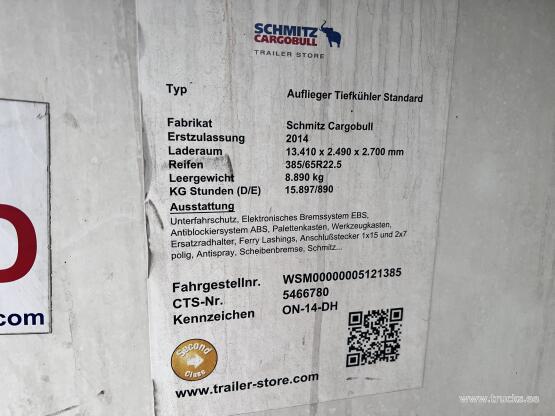 SCHMITZ
CARGOBULL
TRAILER STORE
Typ Auflieger Tiefkühler Standard
Fabrikat Schmitz Cargobull
Erstzulassung 2014
Laderaum 13.410 x 2.490 x 2.700 mm
Reifen 385/65R22.5
Leergewicht 8.890 kg
KG Stunden (D/E) 15.897/890
Ausstattung
Unterfahrschutz, Elektronisches Bremssystem EBS,
Antiblockiersystem ABS, Palettenkasten, Werkzeugkasten,
Ersatzradhalter, Ferry Lashings, Anschlußstecker 1x15 und 2x7
polig, Antispray, Scheibenbremse, Schmitz...
Fahrgestellnr. WSM00000005121385
CTS-Nr. 5466780
Kennzeichen ON-14-DH
Second
Class
www.trailer-store.com
D
.com
www.trucks.ee